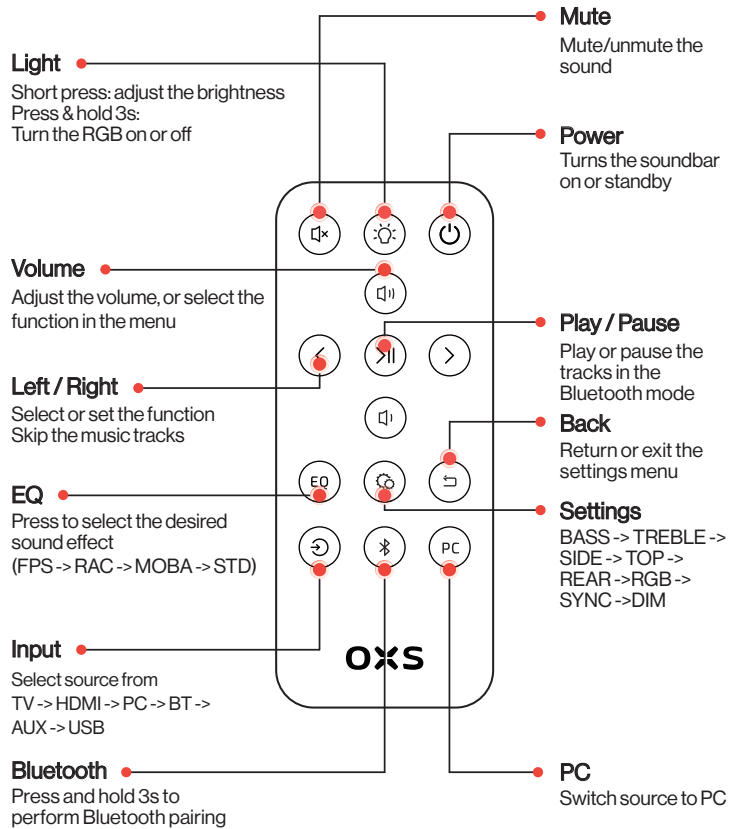 Mute
Mute/unmute the
sound
Light
Short press: adjust the brightness
Press & hold 3s:
Turn the RGB on or off
Power
Turns the soundbar
on or standby
Volume
Adjust the volume, or select the
function in the menu
Play / Pause
Play or pause the
tracks in the
Bluetooth mode
Left / Right
Select or set the function
Skip the music tracks
Back
Return or exit the
settings menu
EQ
Press to select the desired
sound effect
(FPS -> RAC -> MOBA -> STD)
EQ
Settings
BASS -> TREBLE ->
SIDE -> TOP ->
REAR ->RGB ->
SYNC ->DIM
PC
OXS
Input
Select source from
TV -> HDMI -> PC -> BT ->
AUX -> USB
Bluetooth
Press and hold 3s to
perform Bluetooth pairing
PC
Switch source to PC